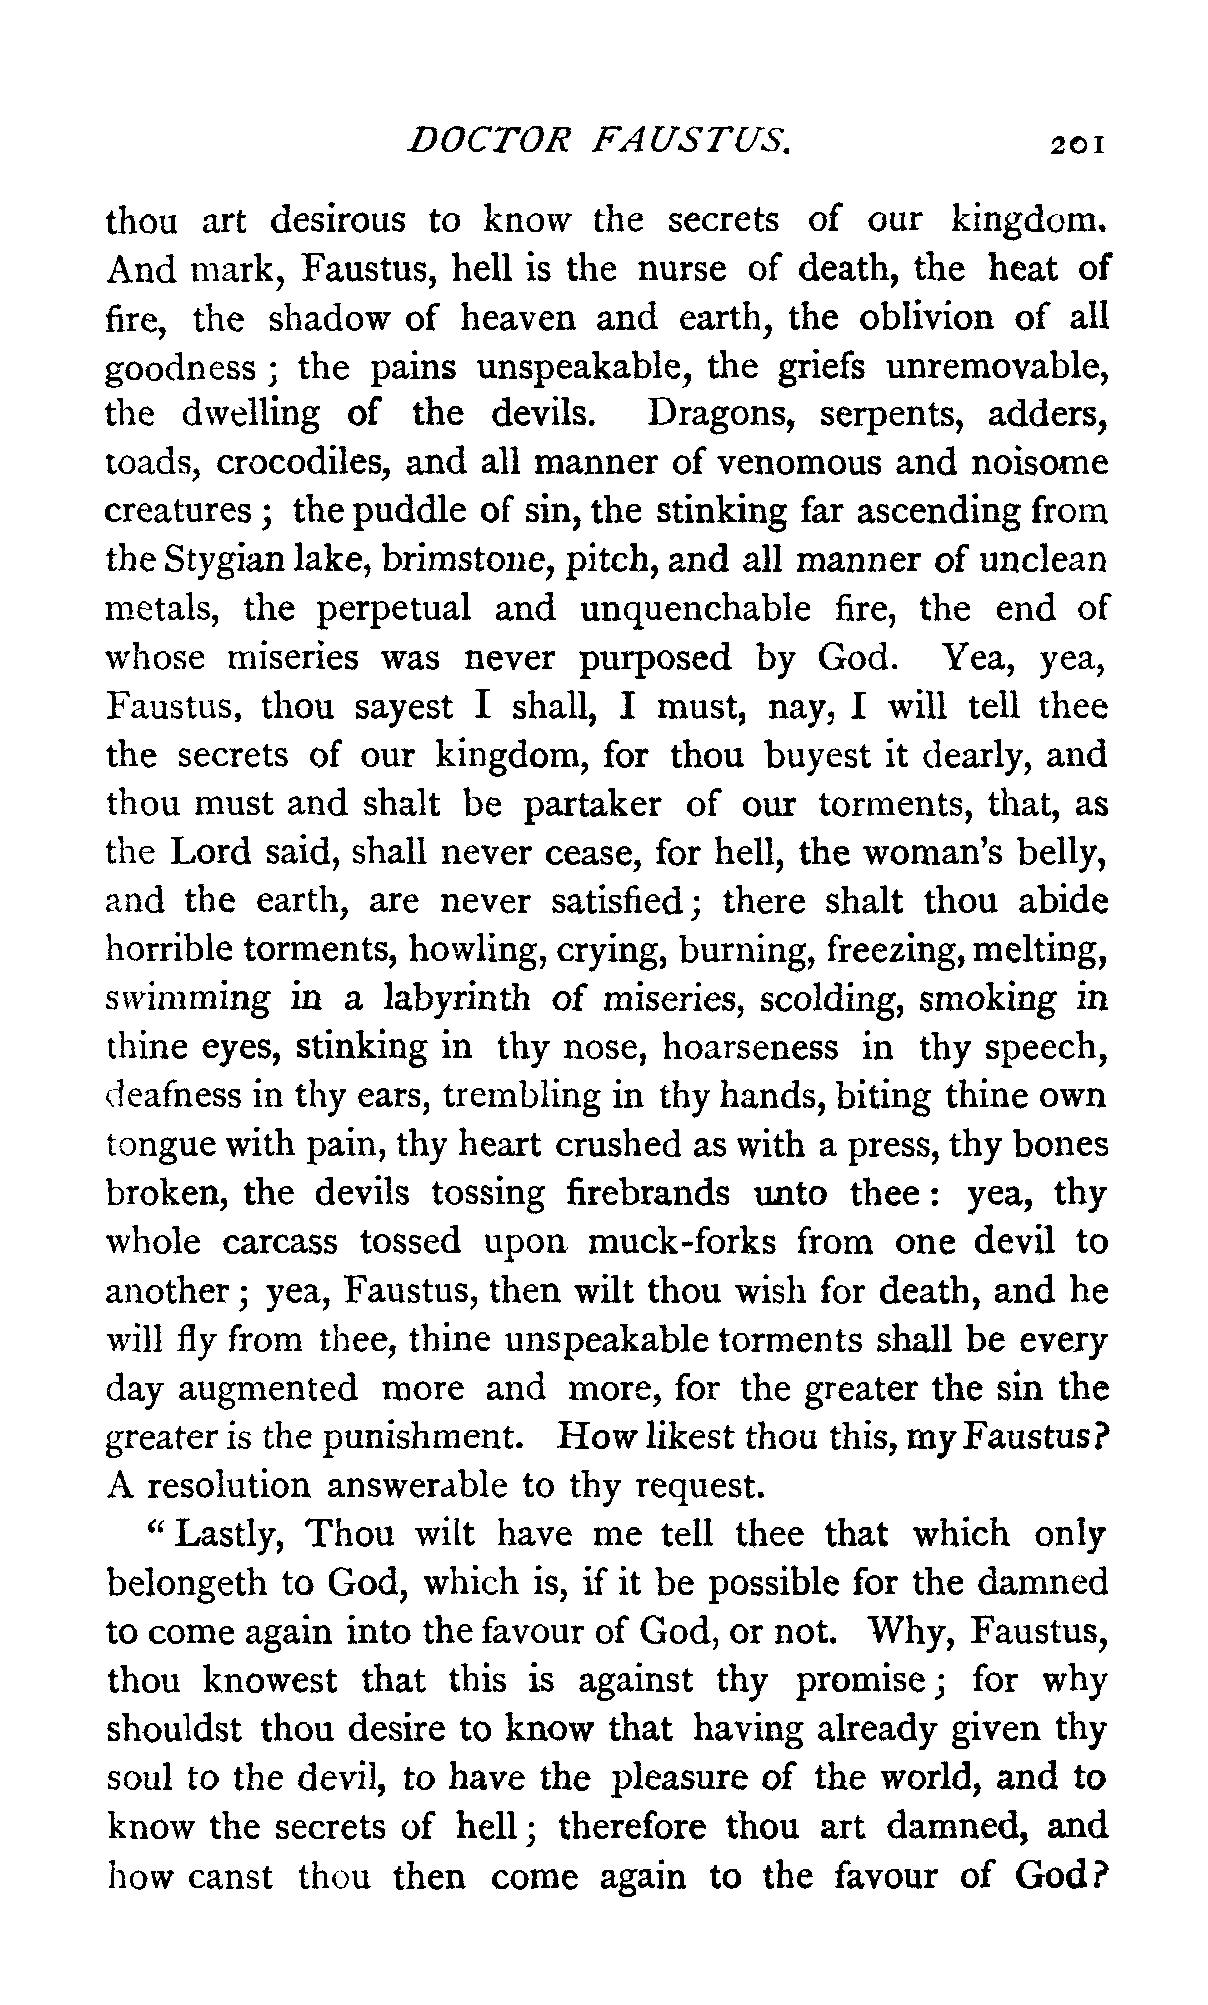 DOCTOR FAUSTUS. 201
thou art desirous to know the secrets of our kingdom.
And mark, Faustus, hell is the nurse of death, the heat of
fire, the shadow of heaven and earth, the oblivion of all
goodness ; the pains unspeakable, the griefs unremovable,
the dwelling of the devils. Dragons, serpents, adders,
toads, crocodiles, and all manner of venomous and noisome
creatures ; the puddle of sin, the stinking far ascending from
the Stygian lake, brimstone, pitch, and all manner of unclean
metals, the perpetual and unquenchable fire, the end of
whose miseries was never purposed by God. Yea, yea,
Faustus, thou sayest I shall, I must, nay, I will tell thee
the secrets of our kingdom, for thou buyest it dearly, and
thou must and shalt be partaker of our torments, that, as
the Lord said, shall never cease, for hell, the woman's belly,
and the earth, are never satisfied ; there shalt thou abide
horrible torments, howling, crying, burning, freezing, melting,
swimming in a labyrinth of miseries, scolding, smoking in
thine eyes, stinking in thy nose, hoarseness in thy speech,
deafness in thy ears, trembling in thy hands, biting thine own
tongue with pain, thy heart crushed as with a press, thy bones
broken, the devils tossing firebrands unto thee : yea, thy
whole carcass tossed upon muck-forks from one devil to
another ; yea, Faustus, then wilt thou wish for death, and he
will fly from thee, thine unspeakable torments shall be every
day augmented more and more, for the greater the sin the
greater is the punishment. How likest thou this, my Faustus?
A resolution answerable to thy request.
" Lastly, Thou wilt have me tell thee that which only
belongeth to God, which is, if it be possible for the damned
to come again into the favour of God, or not. Why, Faustus,
thou knowest that this is against thy promise ; for why
shouldst thou desire to know that having already given thy
soul to the devil, to have the pleasure of the world, and to
know the secrets of hell ; therefore thou art damned, and
how canst thou then come again to the favour of God?